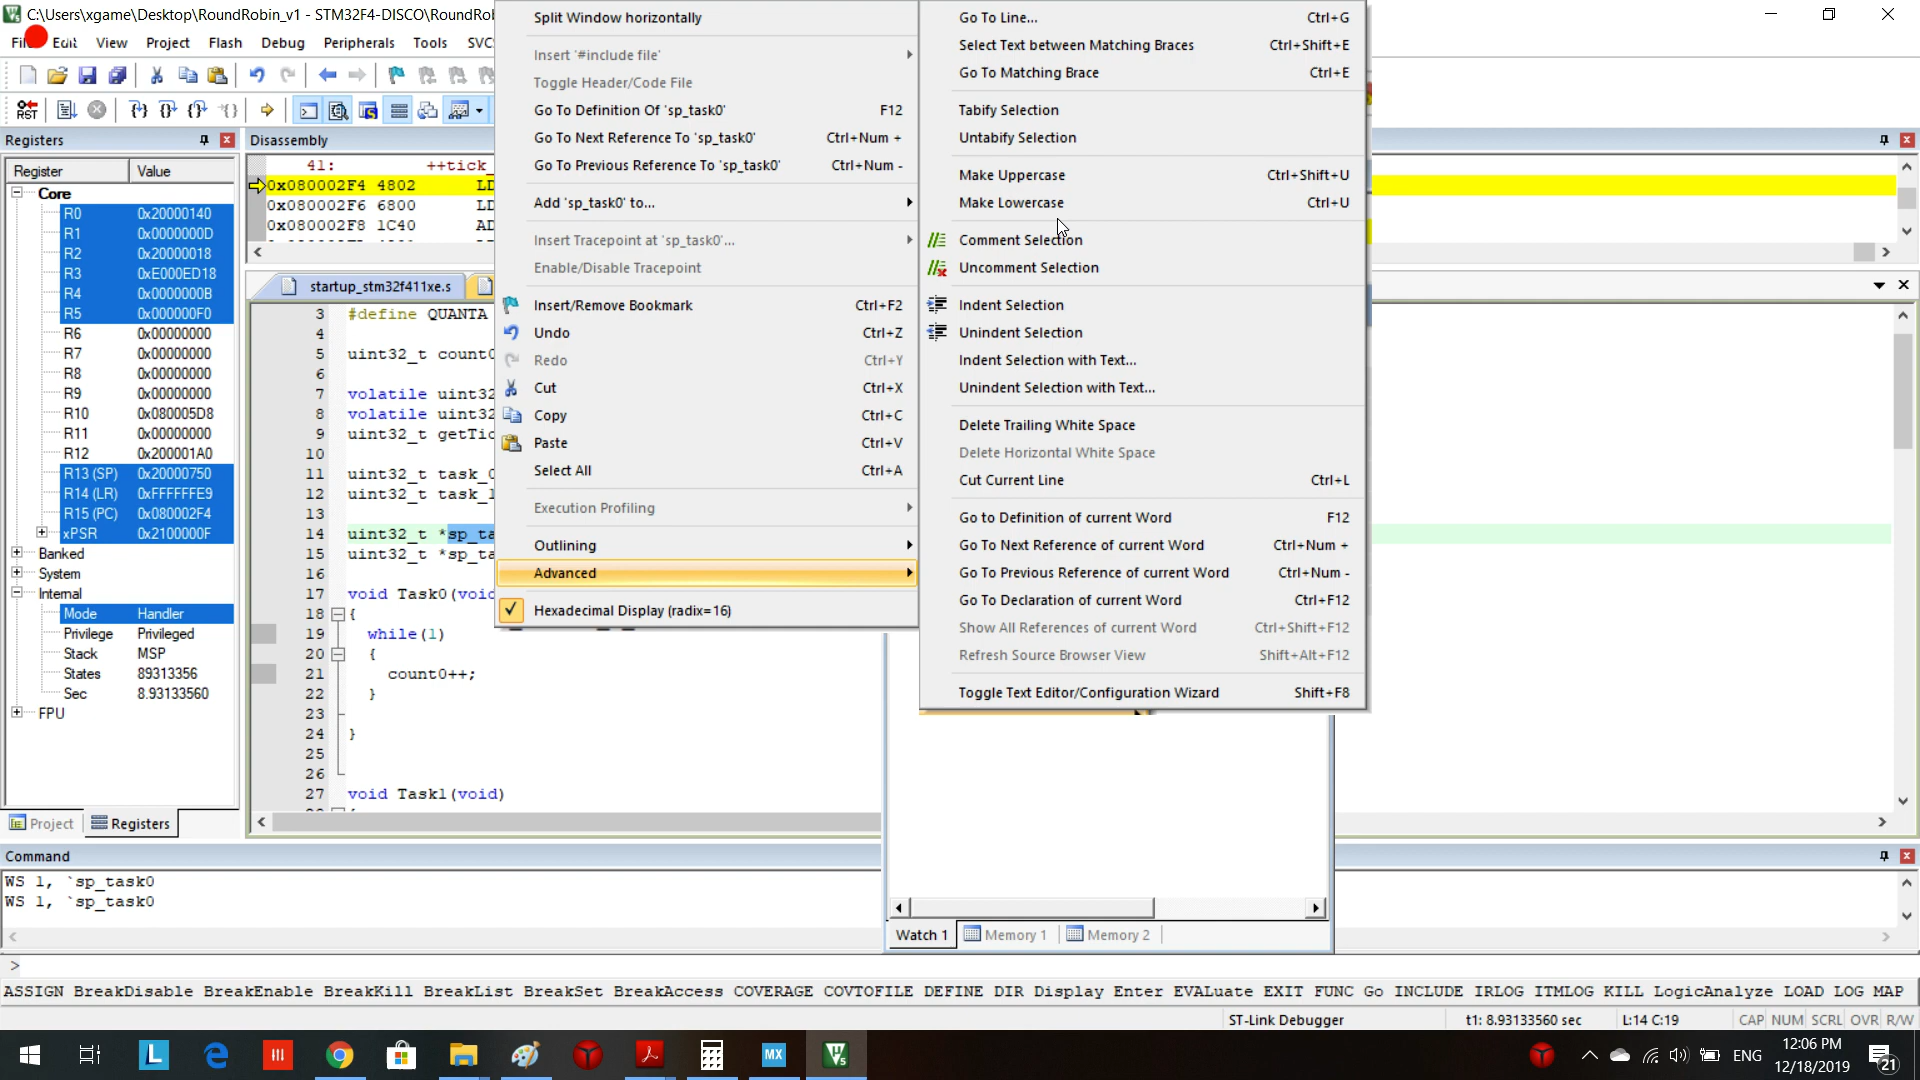 C:\Users\xgame\Desktop\RoundRobin_v1 - STM32F4-DISCO\RoundRob
Edit View Project Flash Debug Peripherals Tools SVC
Registers
Register Value
Core
R0 0x20000140
R1 0x0000000D
R2 0x20000018
R3 0xE000ED18
R4 0x0000000B
R5 0x000000F0
R6 0x00000000
R7 0x00000000
R8 0x00000000
R9 0x00000000
R10 0x080005D8
R11 0x00000000
R12 0x200001A0
R13 (SP) 0x20000750
R14 (LR) 0xFFFFFFE9
R15 (PC) 0x080002F4
xPSR 0x2100000F
Banked
System
Internal
Mode Handler
Privilege Privileged
Stack MSP
States 89313356
Sec 8.93133560
FPU
Project Registers
Disassembly
41: ++tick_
0x080002F4 4802 LD
0x080002F6 6800 LD
0x080002F8 1C40 AD
startup_stm32f411xe.s
3 #define QUANTA
4
5 uint32_t count0
6
7 volatile uint32
8 volatile uint32
9 uint32_t getTic
10
11 uint32_t task_0
12 uint32_t task_1
13
14 uint32_t *sp_ta
15 uint32_t *sp_ta
16
17 void Task0(void
18 {
19 while(1)
20 {
21 count0++;
22 }
23
24 }
25
26
27 void Task1(void)
Split Window horizontally
Insert '#include file'
Toggle Header/Code File
Go To Definition Of 'sp_task0' F12
Go To Next Reference To 'sp_task0' Ctrl+Num +
Go To Previous Reference To 'sp_task0' Ctrl+Num -
Add 'sp_task0' to...
Insert Tracepoint at 'sp_task0'...
Enable/Disable Tracepoint
Insert/Remove Bookmark Ctrl+F2
Undo Ctrl+Z
Redo Ctrl+Y
Cut Ctrl+X
Copy Ctrl+C
Paste Ctrl+V
Select All Ctrl+A
Execution Profiling
Outlining
Advanced
Hexadecimal Display (radix=16)
Go To Line... Ctrl+G
Select Text between Matching Braces Ctrl+Shift+E
Go To Matching Brace Ctrl+E
Tabify Selection
Untabify Selection
Make Uppercase Ctrl+Shift+U
Make Lowercase Ctrl+U
Comment Selection
Uncomment Selection
Indent Selection
Unindent Selection
Indent Selection with Text...
Unindent Selection with Text...
Delete Trailing White Space
Delete Horizontal White Space
Cut Current Line Ctrl+L
Go to Definition of current Word F12
Go To Next Reference of current Word Ctrl+Num +
Go To Previous Reference of current Word Ctrl+Num -
Go To Declaration of current Word Ctrl+F12
Show All References of current Word Ctrl+Shift+F12
Refresh Source Browser View Shift+Alt+F12
Toggle Text Editor/Configuration Wizard Shift+F8
Watch 1 Memory 1 Memory 2
Command
WS 1, `sp_task0
WS 1, `sp_task0
>
ASSIGN BreakDisable BreakEnable BreakKill BreakList BreakSet BreakAccess COVERAGE COVTOFILE DEFINE DIR Display Enter EVALuate EXIT FUNC Go INCLUDE IRLOG ITMLOG KILL LogicAnalyze LOAD LOG MAP
ST-Link Debugger t1: 8.93133560 sec L:14 C:19 CAP NUM SCRL OVR R/W
ENG 12:06 PM
12/18/2019
21